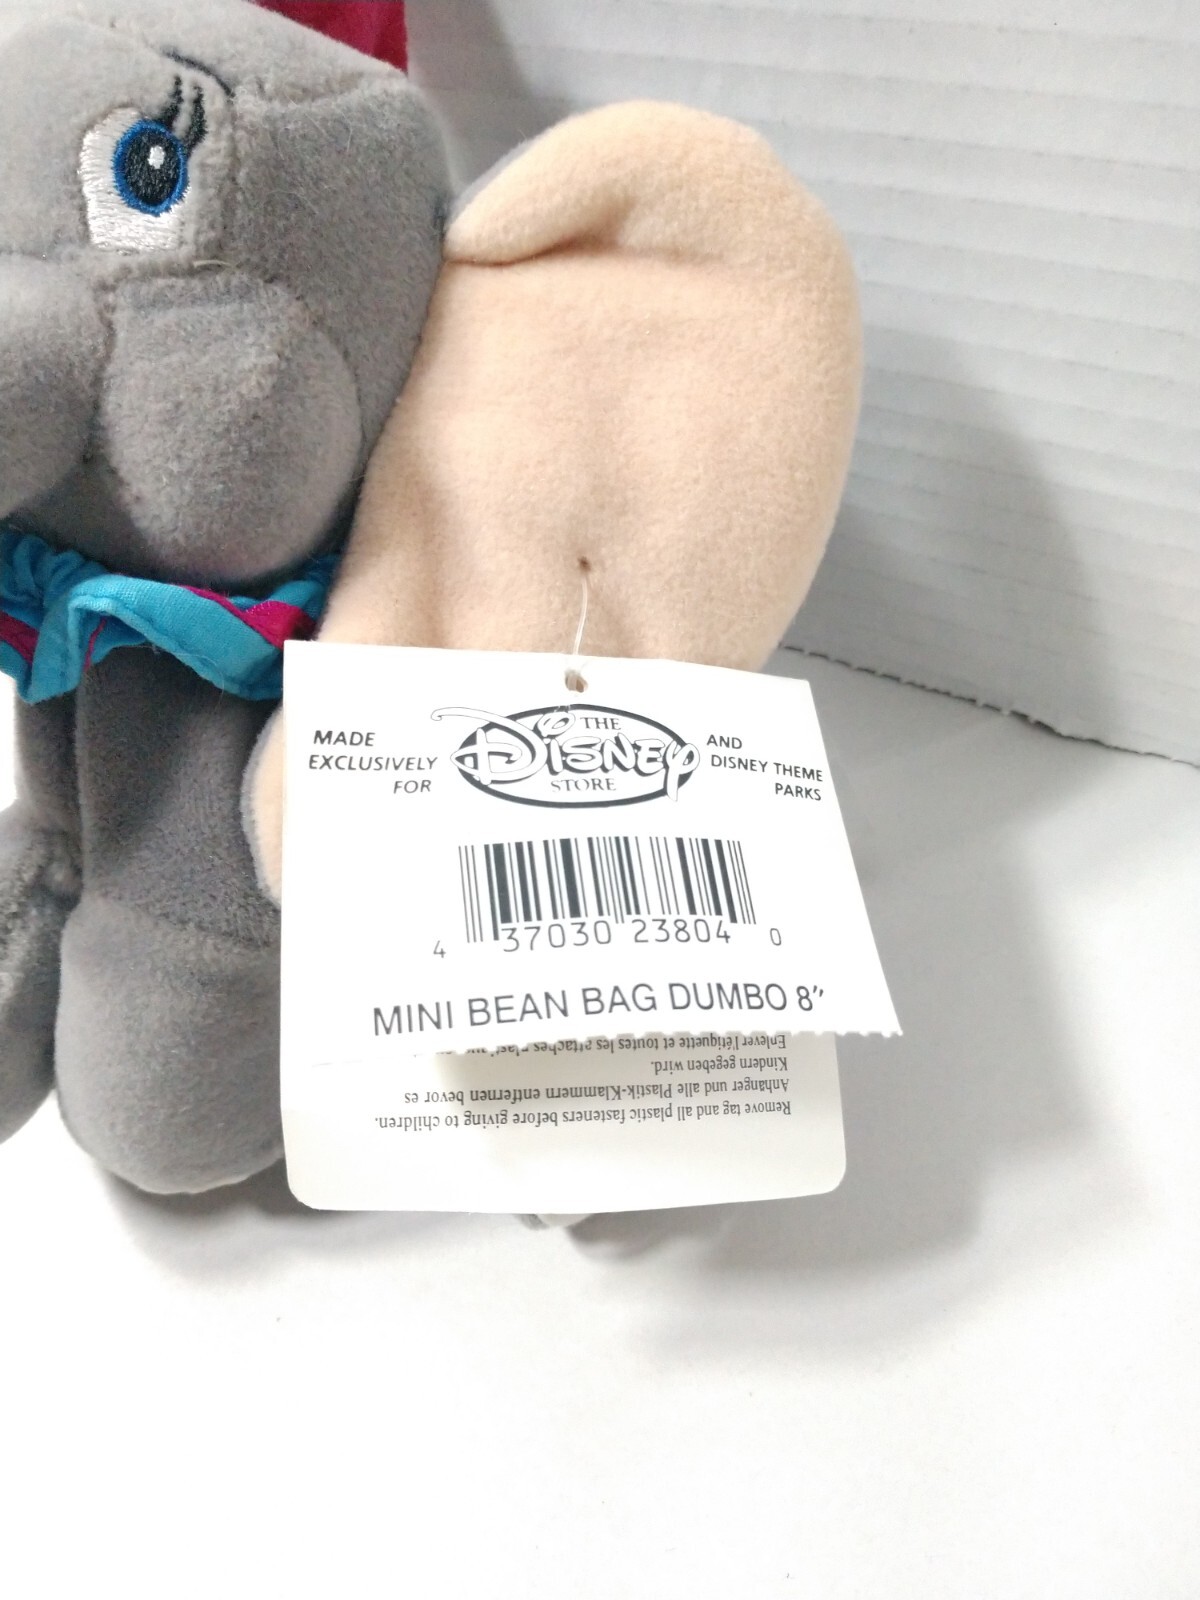 MADE
EXCLUSIVELY
FOR
THE
Disney
STORE
AND
DISNEY THEME
PARKS
4 37030 23804 0
MINI BEAN BAG DUMBO 8"
Remove tag and all plastic fasteners before giving to children.
Anhänger und alle Plastik-Klammern entfernen bevor es
Kindern gegeben wird.
Enlever l'étiquette et toutes les attaches